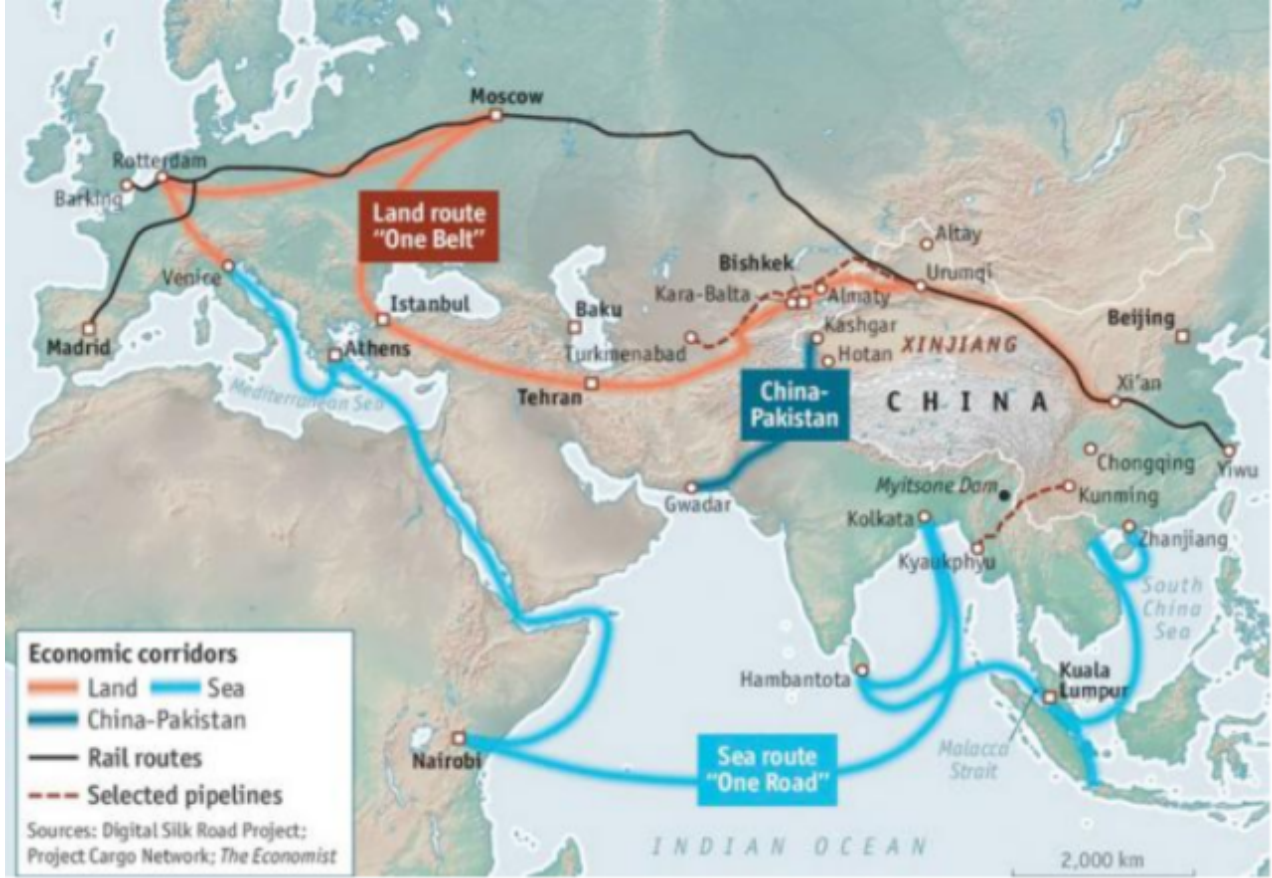 Moscow
Rotterdam
Barking
Land route
"One Belt"
Altay
Venice
Bishkek
Urumqi
Kara-Balta
Almaty
Istanbul
Baku
Beijing
Kashgar
Madrid
Athens
Turkmenabad
Hotan
XINJIANG
Mediterranean Sea
Tehran
China-
Pakistan
CHINA
Xi'an
Chongqing
Yiwu
Gwadar
Myitsone Dam
Kunming
Kolkata
Zhanjiang
Kyaukphyu
South
China
Sea
Economic corridors
Land
Sea
China-Pakistan
Rail routes
Selected pipelines
Sources: Digital Silk Road Project;
Project Cargo Network; The Economist
Hambantota
Kuala
Lumpur
Nairobi
Sea route
"One Road"
Malacca
Strait
INDIAN OCEAN
2,000 km